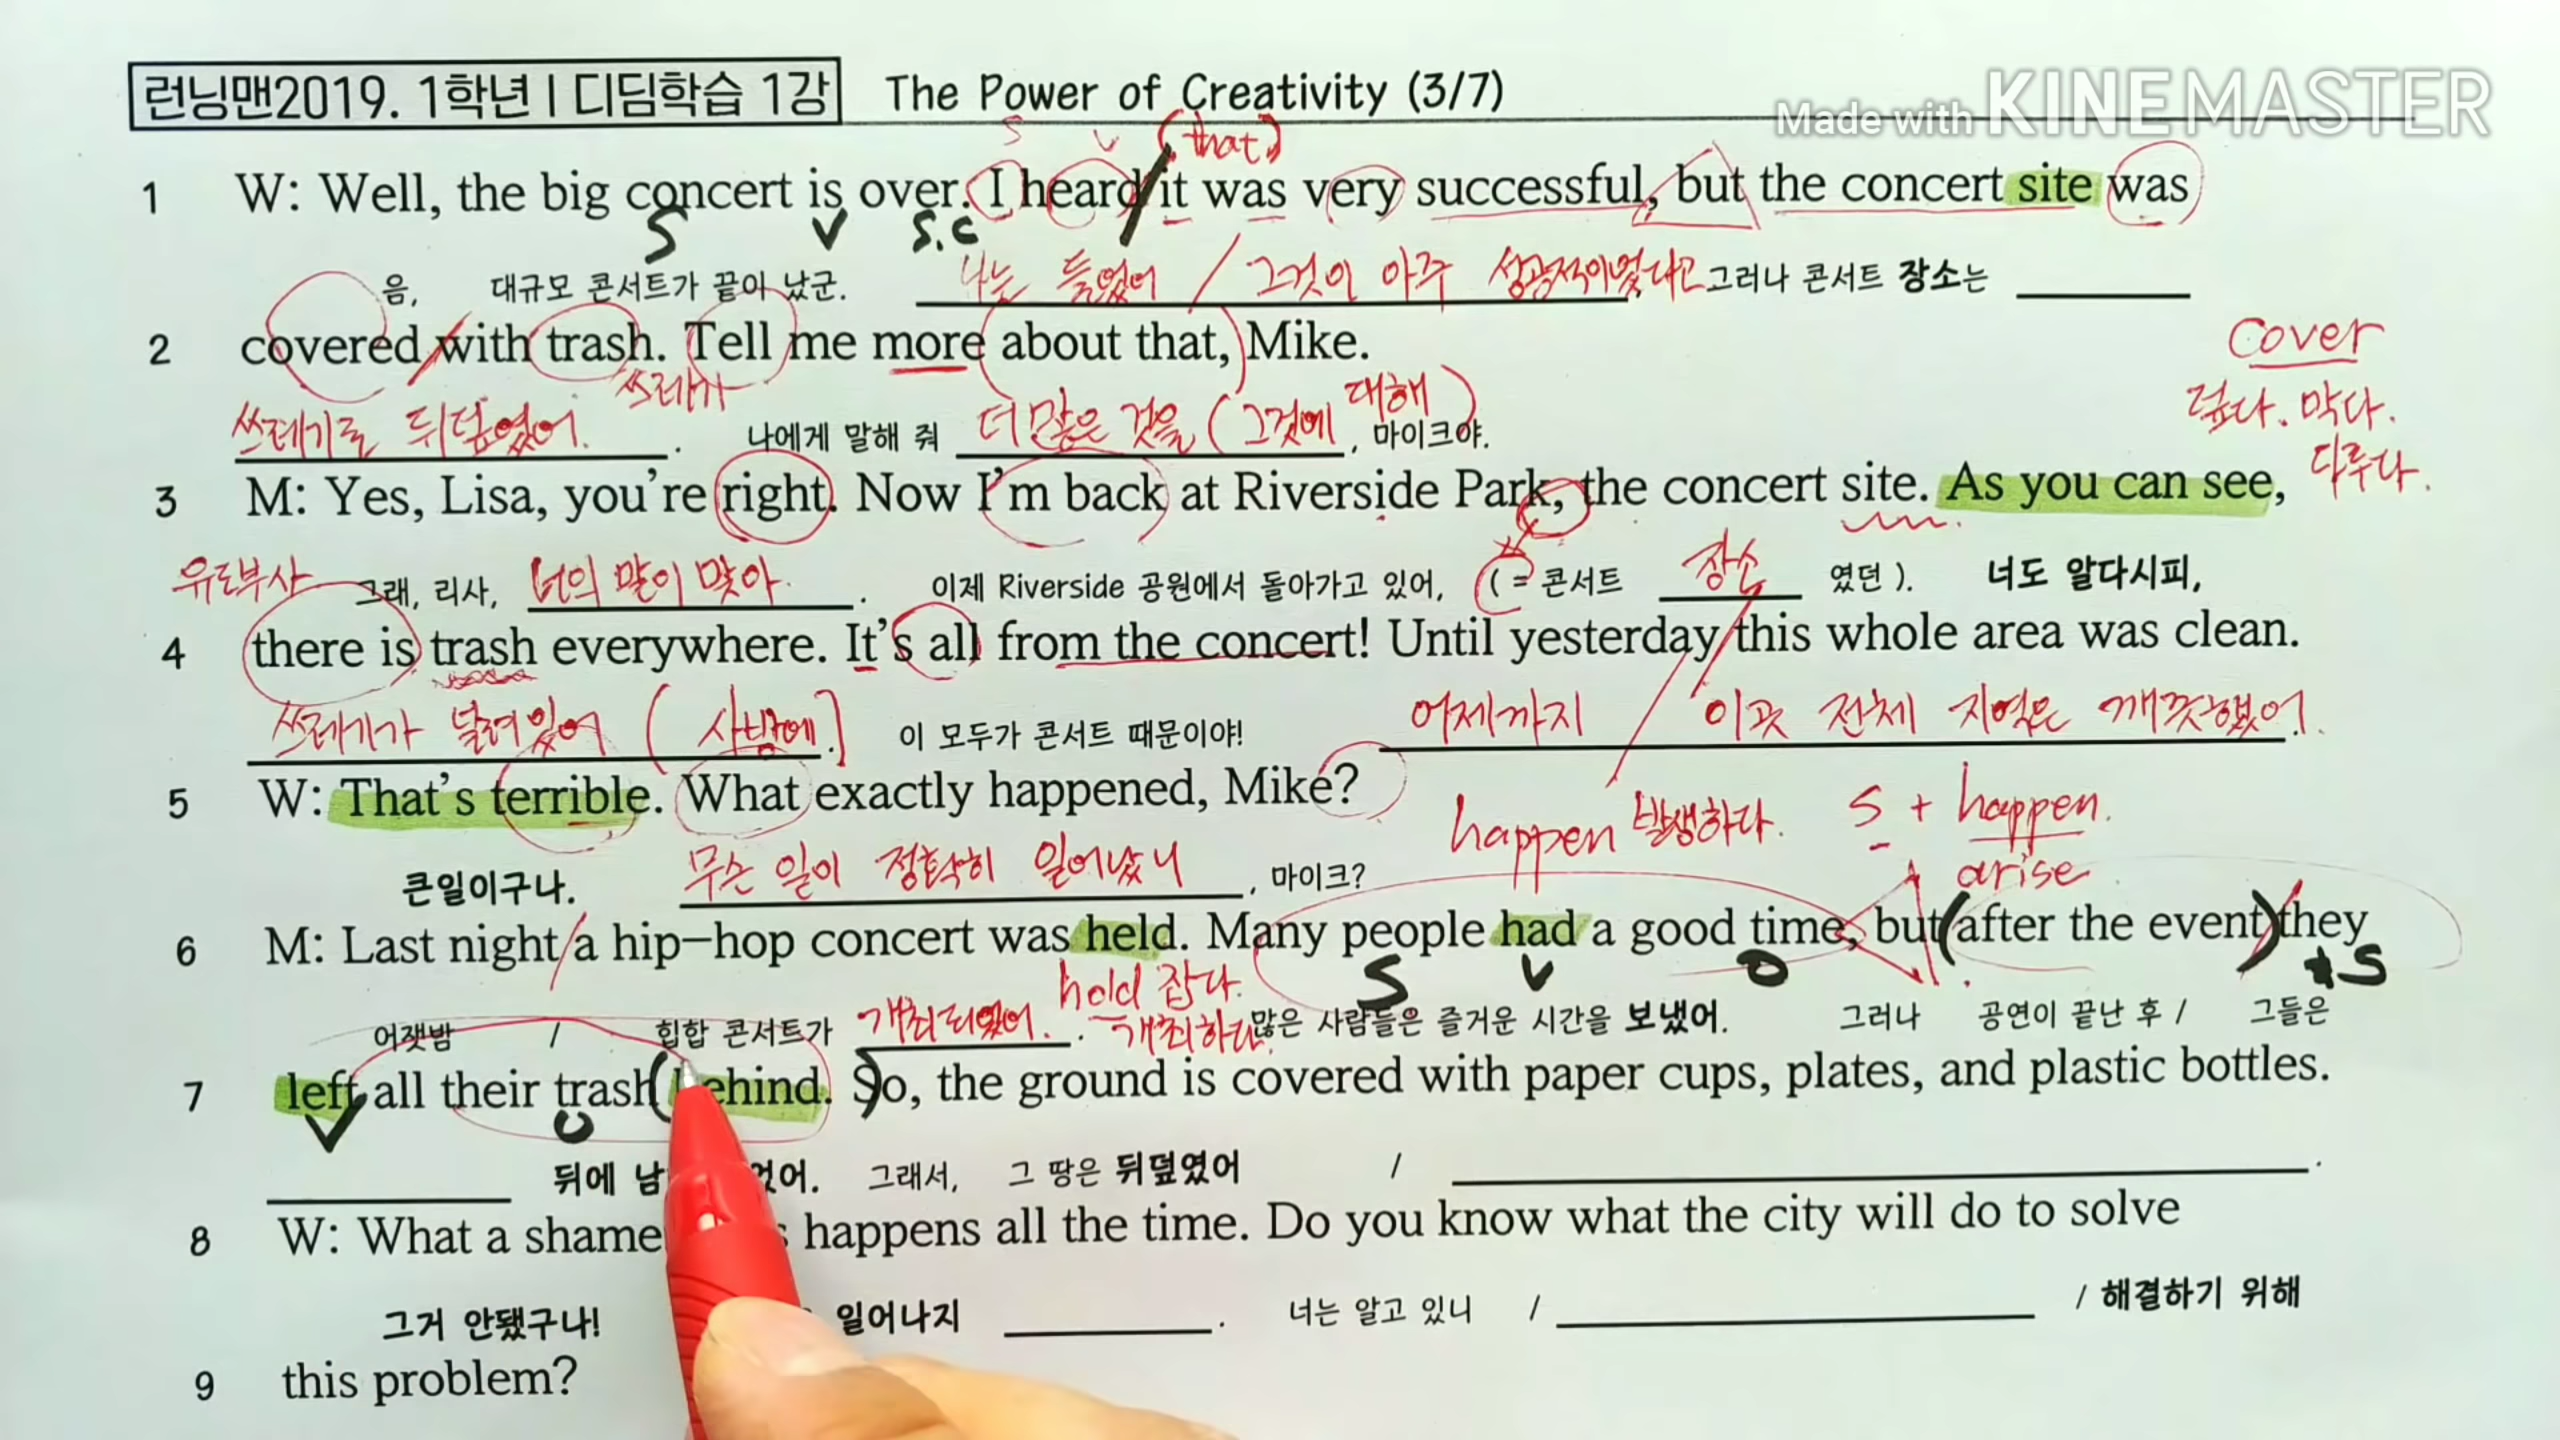 런닝맨2019. 1학년 | 디딤학습 1강 The Power of Creativity (3/7)
Made with KINEMASTER
S V (that)
1 W: Well, the big concert is over. I heard it was very successful, but the concert site was
S V S.C
음, 대규모 콘서트가 끝이 났군. 나는 들었어 / 그것이 아주 성공적이었다고 그러나 콘서트 장소는
2 covered with trash. Tell me more about that, Mike.
cover
쓰레기
덮다. 막다.
다루다.
쓰레기로 뒤덮였어. 나에게 말해 줘 더 많은 것을 (그것에 대해), 마이크야.
3 M: Yes, Lisa, you're right. Now I'm back at Riverside Park, the concert site. As you can see,
유도부사 그래, 리사, 너의 말이 맞아. 이제 Riverside 공원에서 돌아가고 있어, ( = 콘서트 장소 였던 ). 너도 알다시피,
4 there is trash everywhere. It's all from the concert! Until yesterday this whole area was clean.
쓰레기가 널려있어 (사방에.) 이 모두가 콘서트 때문이야! 어제까지 이곳 전체 지역은 깨끗했어.
5 W: That's terrible. What exactly happened, Mike?
happen 발생하다. S + happen.
arise
큰일이구나. 무슨 일이 정확히 일어났니, 마이크?
6 M: Last night a hip-hop concert was held. Many people had a good time, but (after the event) they
S V O S
hold 잡다.
개최하다.
어젯밤 / 힙합 콘서트가 개최되었어. 많은 사람들은 즐거운 시간을 보냈어. 그러나 공연이 끝난 후 / 그들은
7 left all their trash (behind.) So, the ground is covered with paper cups, plates, and plastic bottles.
V O
뒤에 그래서, 그 땅은 뒤덮였어 /
8 W: What a shame happens all the time. Do you know what the city will do to solve
그거 안됐구나! 일어나지 . 너는 알고 있니 / / 해결하기 위해
9 this problem?